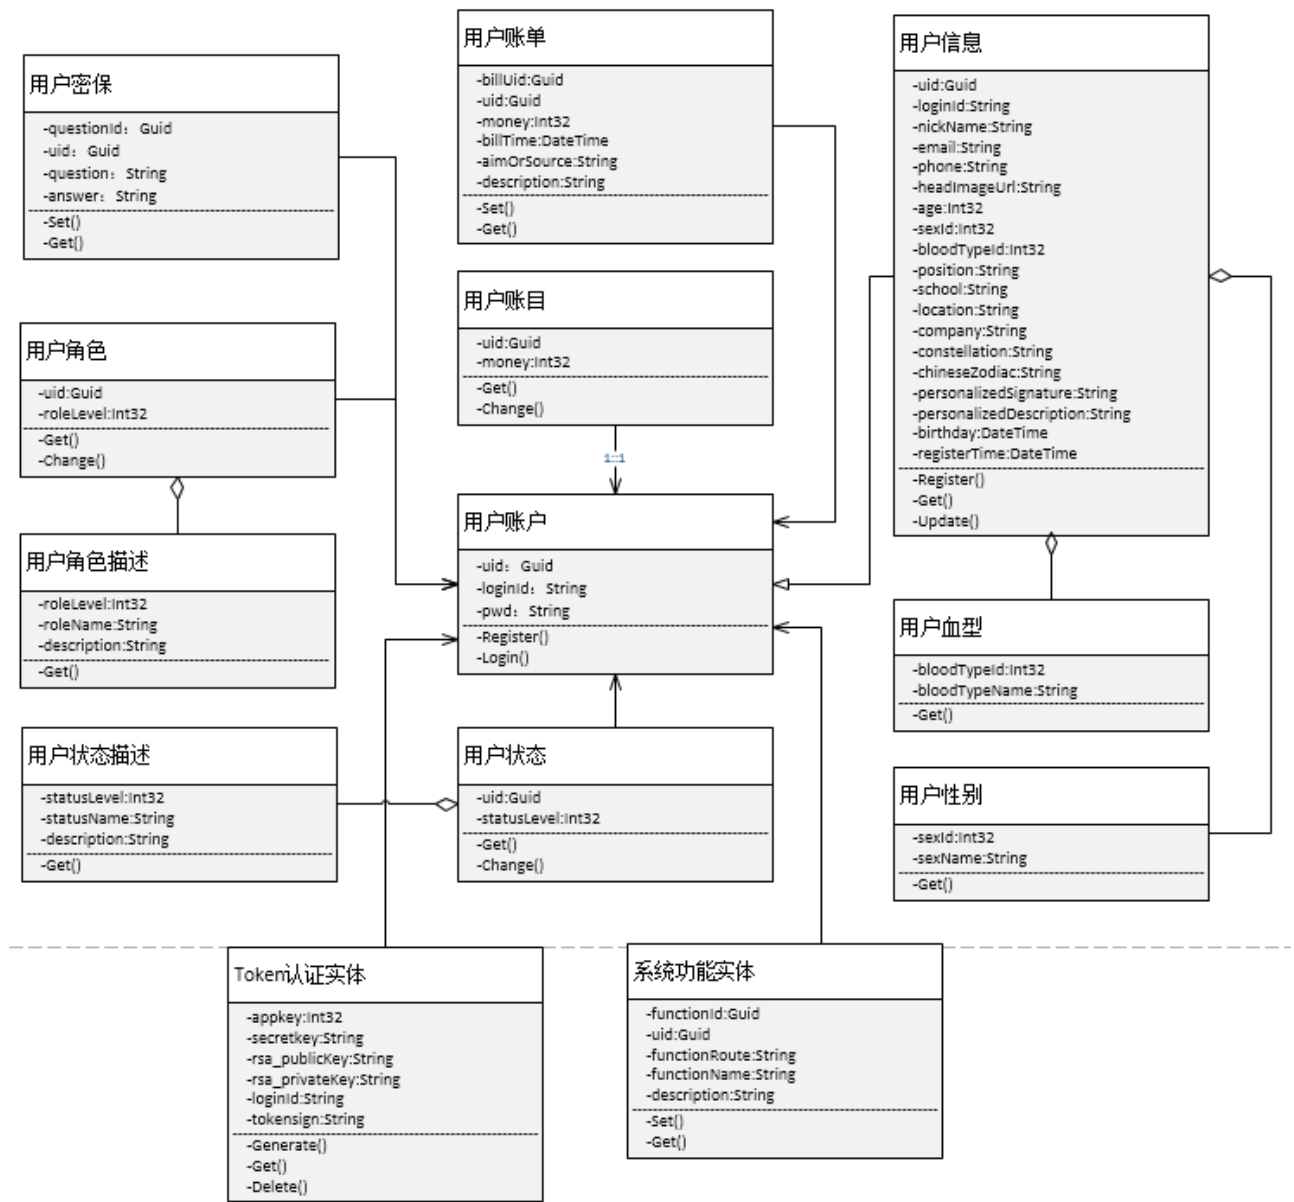 用户密保
-questionId：Guid
-uid：Guid
-question：String
-answer：String
-Set()
-Get()
用户账单
-billUid:Guid
-uid:Guid
-money:Int32
-billTime:DateTime
-aimOrSource:String
-description:String
-Set()
-Get()
用户信息
-uid:Guid
-loginId:String
-nickName:String
-email:String
-phone:String
-headImageUrl:String
-age:Int32
-sexId:Int32
-bloodTypeId:Int32
-position:String
-school:String
-location:String
-company:String
-constellation:String
-chineseZodiac:String
-personalizedSignature:String
-personalizedDescription:String
-birthday:DateTime
-registerTime:DateTime
-Register()
-Get()
-Update()
用户账目
-uid:Guid
-money:Int32
-Get()
-Change()
1::1
用户角色
-uid:Guid
-roleLevel:Int32
-Get()
-Change()
用户账户
-uid：Guid
-loginId：String
-pwd：String
-Register()
-Login()
用户角色描述
-roleLevel:Int32
-roleName:String
-description:String
-Get()
用户血型
-bloodTypeId:Int32
-bloodTypeName:String
-Get()
用户状态描述
-statusLevel:Int32
-statusName:String
-description:String
-Get()
用户状态
-uid:Guid
-statusLevel:Int32
-Get()
-Change()
用户性别
-sexId:Int32
-sexName:String
-Get()
Token认证实体
-appkey:Int32
-secretkey:String
-rsa_publicKey:String
-rsa_privateKey:String
-loginId:String
-tokensign:String
-Generate()
-Get()
-Delete()
系统功能实体
-functionId:Guid
-uid:Guid
-functionRoute:String
-functionName:String
-description:String
-Set()
-Get()